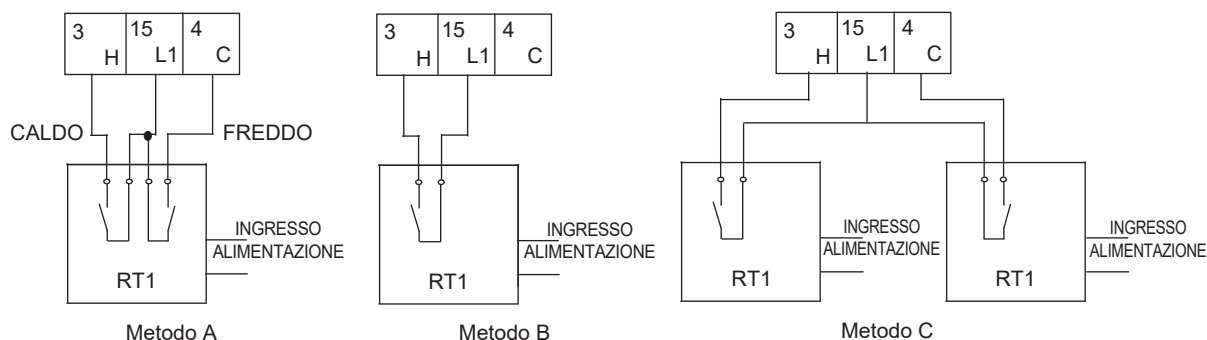 3 H 15 L1 4 C
CALDO FREDDO
INGRESSO
ALIMENTAZIONE
RT1
Metodo A
3 H 15 L1 4 C
INGRESSO
ALIMENTAZIONE
RT1
Metodo B
3 H 15 L1 4 C
INGRESSO
ALIMENTAZIONE
RT1
INGRESSO
ALIMENTAZIONE
RT1
Metodo C